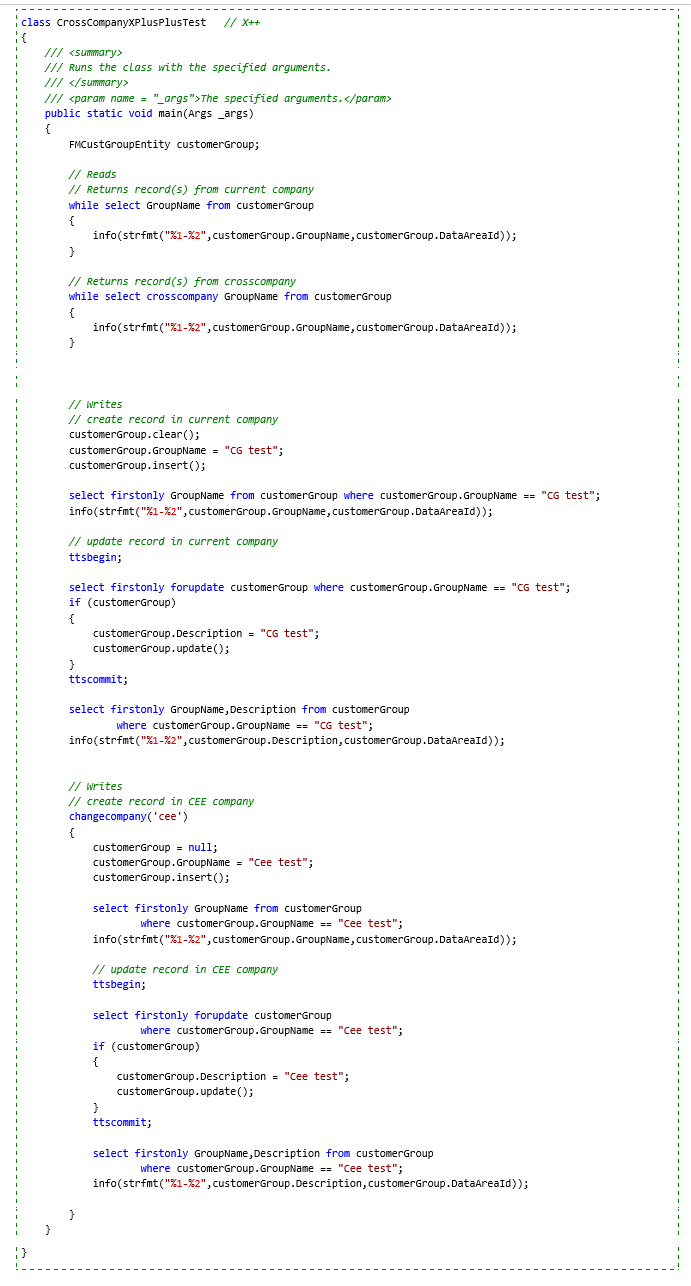 class CrossCompanyXPlusPlusTest   // X++
{
    /// <summary>
    /// Runs the class with the specified arguments.
    /// </summary>
    /// <param name = "_args">The specified arguments.</param>
    public static void main(Args _args)
    {
        FMCustGroupEntity customerGroup;

        // Reads
        // Returns record(s) from current company
        while select GroupName from customerGroup
        {
            info(strfmt("%1-%2",customerGroup.GroupName,customerGroup.DataAreaId));
        }

        // Returns record(s) from crosscompany
        while select crosscompany GroupName from customerGroup
        {
            info(strfmt("%1-%2",customerGroup.GroupName,customerGroup.DataAreaId));
        }

        // Writes
        // create record in current company
        customerGroup.clear();
        customerGroup.GroupName = "CG test";
        customerGroup.insert();

        select firstonly GroupName from customerGroup where customerGroup.GroupName == "CG test";
        info(strfmt("%1-%2",customerGroup.GroupName,customerGroup.DataAreaId));

        // update record in current company
        ttsbegin;

        select firstonly forupdate customerGroup where customerGroup.GroupName == "CG test";
        if (customerGroup)
        {
            customerGroup.Description = "CG test";
            customerGroup.update();
        }
        ttscommit;

        select firstonly GroupName,Description from customerGroup
                where customerGroup.GroupName == "CG test";
        info(strfmt("%1-%2",customerGroup.Description,customerGroup.DataAreaId));

        // Writes
        // create record in CEE company
        changecompany('cee')
        {
            customerGroup = null;
            customerGroup.GroupName = "Cee test";
            customerGroup.insert();

            select firstonly GroupName from customerGroup
                    where customerGroup.GroupName == "Cee test";
            info(strfmt("%1-%2",customerGroup.GroupName,customerGroup.DataAreaId));

            // update record in CEE company
            ttsbegin;

            select firstonly forupdate customerGroup
                    where customerGroup.GroupName == "Cee test";
            if (customerGroup)
            {
                customerGroup.Description = "Cee test";
                customerGroup.update();
            }
            ttscommit;

            select firstonly GroupName,Description from customerGroup
                    where customerGroup.GroupName == "Cee test";
            info(strfmt("%1-%2",customerGroup.Description,customerGroup.DataAreaId));

        }
    }
}